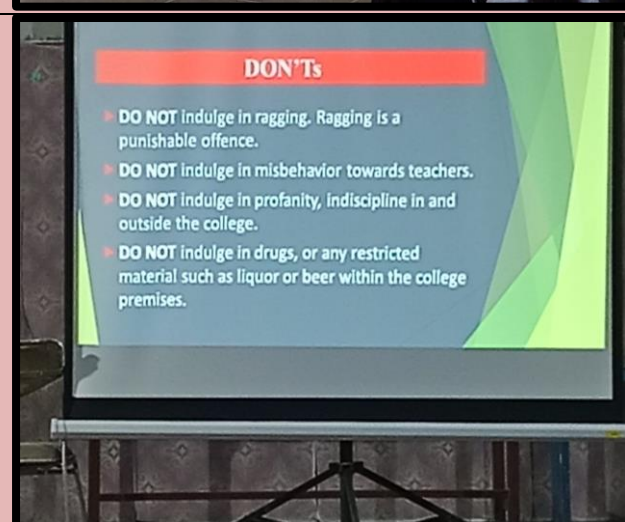 DON'Ts
DO NOT indulge in ragging. Ragging is a
punishable offence.
DO NOT indulge in misbehavior towards teachers.
DO NOT indulge in profanity, indiscipline in and
outside the college.
DO NOT indulge in drugs, or any restricted
material such as liquor or beer within the college
premises.